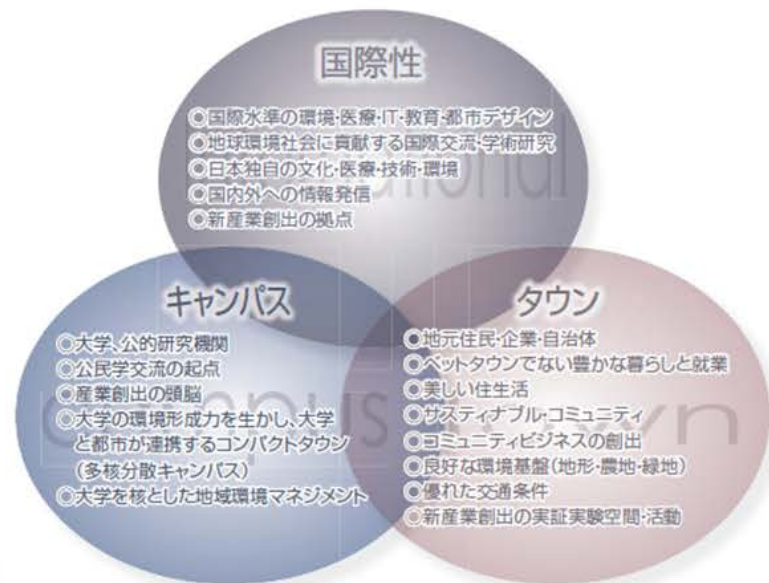 国際性
◎国際水準の環境・医療・IT・教育・都市デザイン
◎地球環境社会に貢献する国際交流・学術研究
◎日本独自の文化・医療・技術・環境
◎国内外への情報発信
◎新産業創出の拠点
キャンパス
◎大学、公的研究機関
◎公民学交流の起点
◎産業創出の頭脳
◎大学の環境形成力を生かし、大学
と都市が連携するコンパクトタウン
(多核分散キャンパス)
◎大学を核とした地域環境マネジメント
タウン
◎地元住民・企業・自治体
◎ベットタウンでない豊かな暮らしと就業
◎美しい住生活
◎サスティナブル・コミュニティ
◎コミュニティビジネスの創出
◎良好な環境基盤(地形・農地・緑地)
◎優れた交通条件
◎新産業創出の実証実験空間・活動